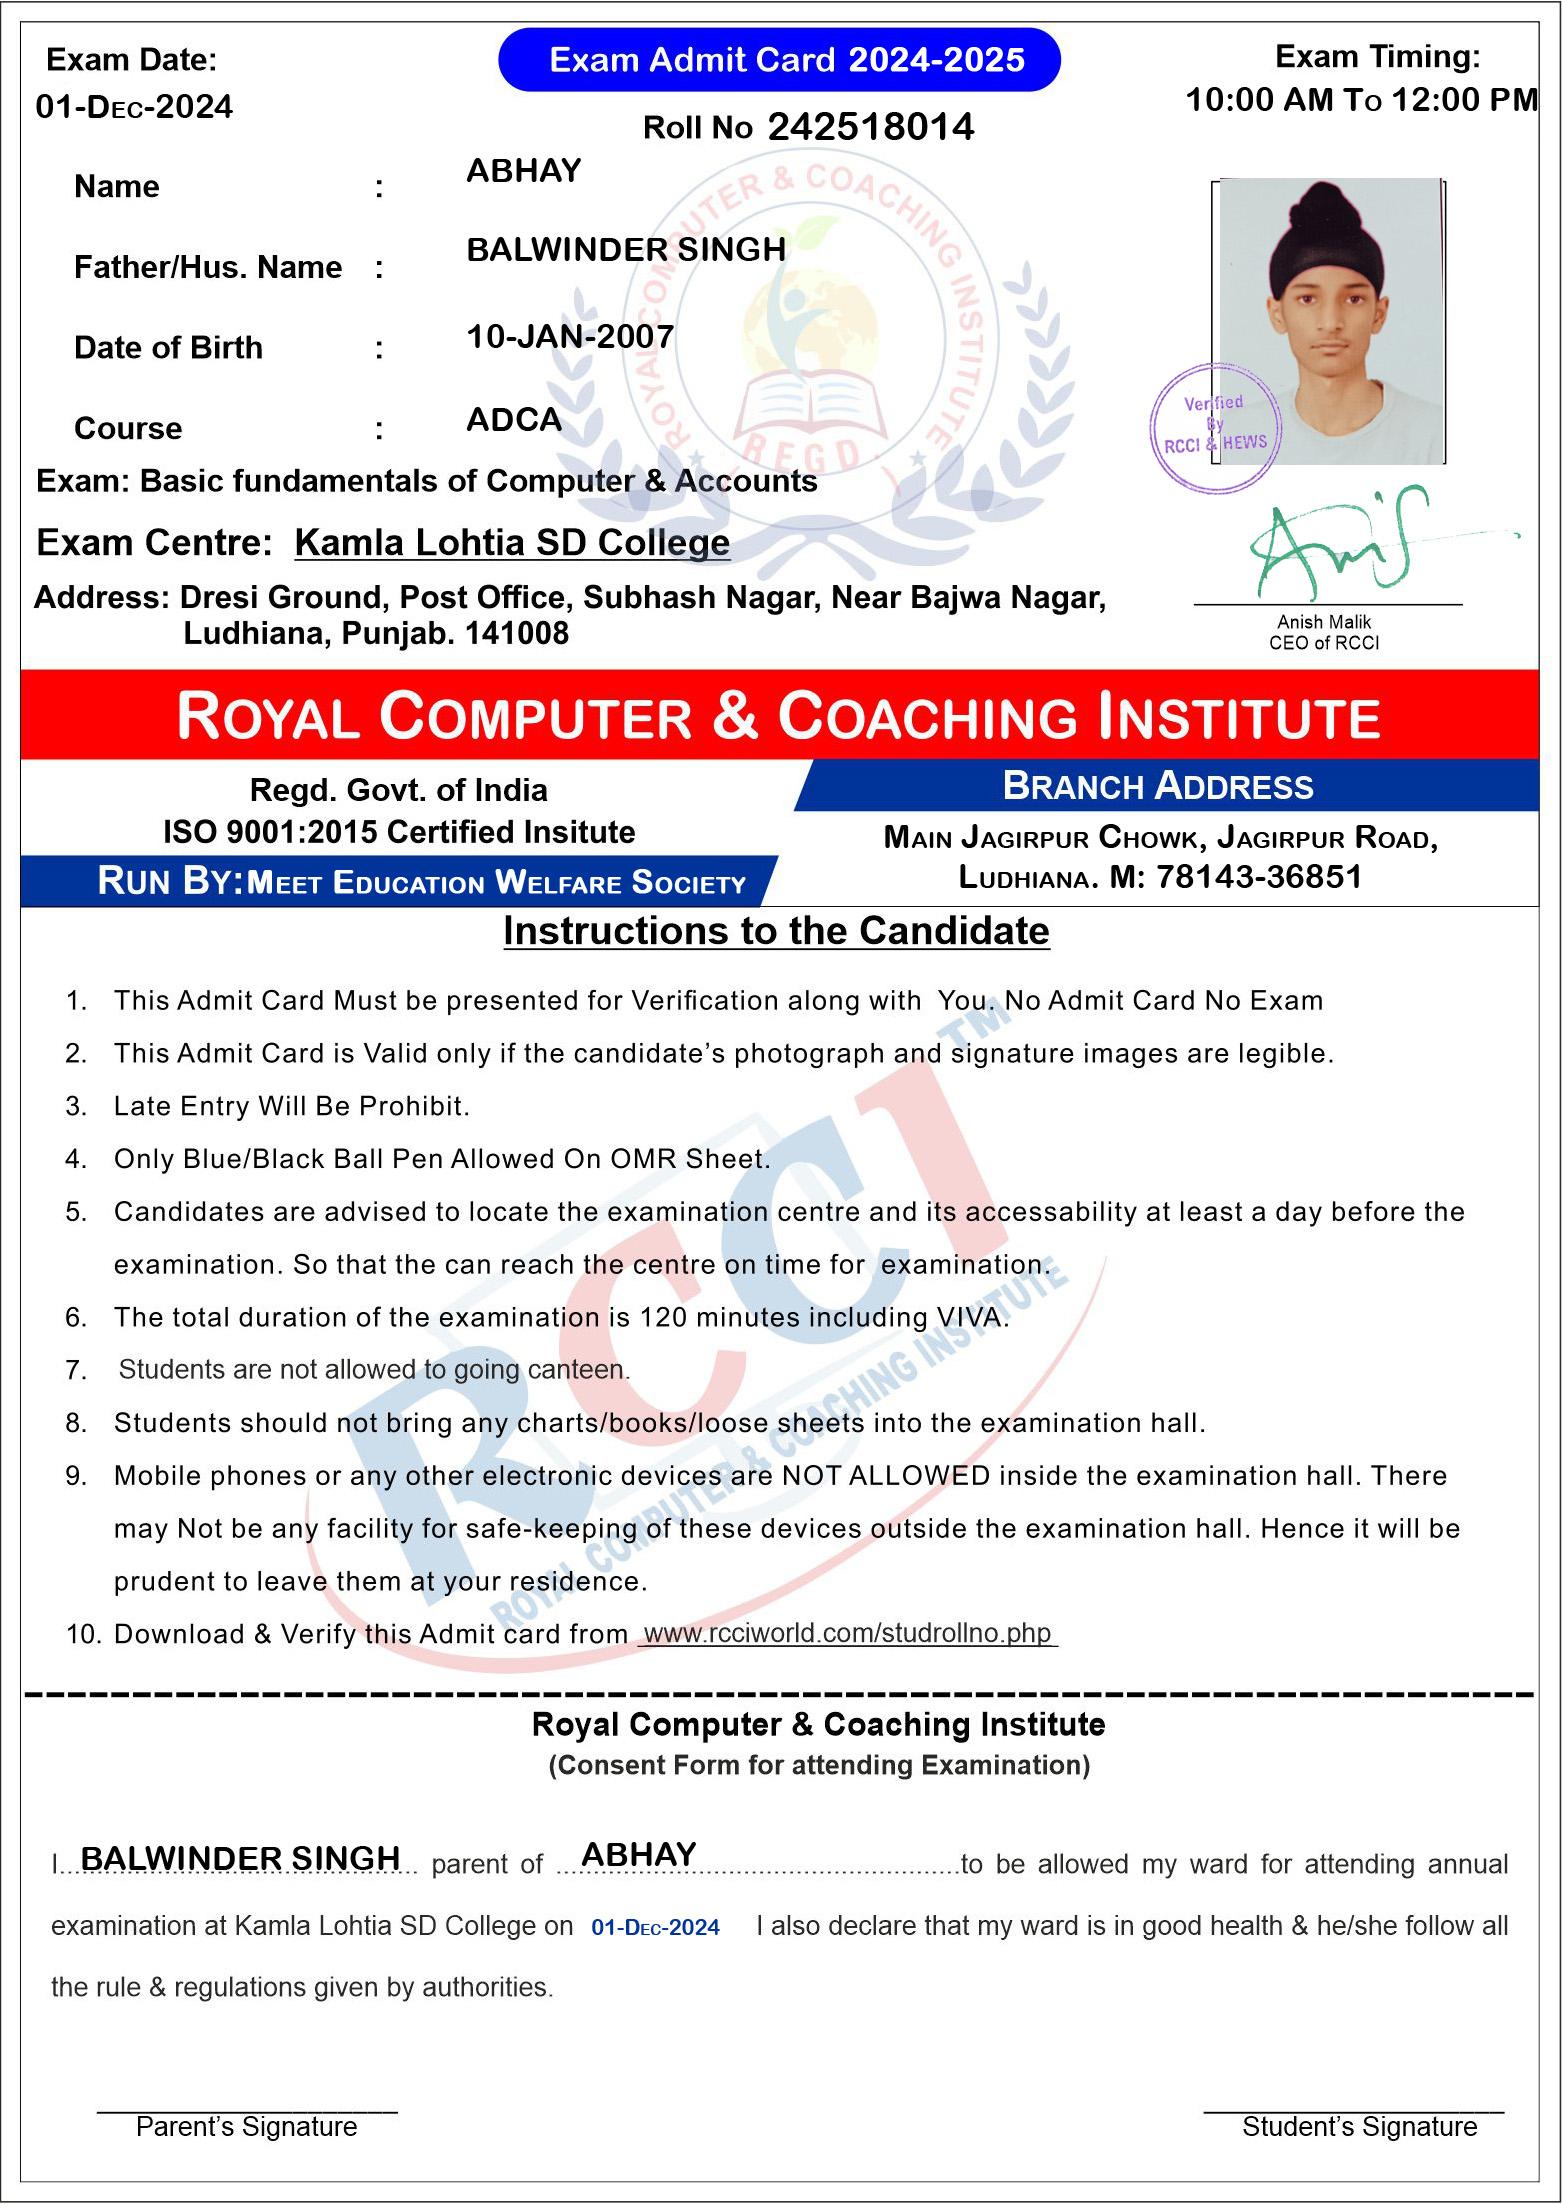 Exam Date:
01-Dec-2024
Exam Admit Card 2024-2025
Exam Timing:
10:00 AM To 12:00 PM
Roll No 242518014
Name : ABHAY
Father/Hus. Name : BALWINDER SINGH
Date of Birth : 10-JAN-2007
Course : ADCA
ROYAL COMPUTER & COACHING INSTITUTE
REGD.
Verified
By
RCCI & HEWS
Exam: Basic fundamentals of Computer & Accounts
Exam Centre: Kamla Lohtia SD College
Address: Dresi Ground, Post Office, Subhash Nagar, Near Bajwa Nagar,
Ludhiana, Punjab. 141008
Anish Malik
CEO of RCCI
Royal Computer & Coaching Institute
Regd. Govt. of India
ISO 9001:2015 Certified Insitute
Run By:Meet Education Welfare Society
Branch Address
Main Jagirpur Chowk, Jagirpur Road,
Ludhiana. M: 78143-36851
Instructions to the Candidate
1. This Admit Card Must be presented for Verification along with You. No Admit Card No Exam
2. This Admit Card is Valid only if the candidate’s photograph and signature images are legible.
3. Late Entry Will Be Prohibit.
4. Only Blue/Black Ball Pen Allowed On OMR Sheet.
5. Candidates are advised to locate the examination centre and its accessability at least a day before the
examination. So that the can reach the centre on time for examination.
6. The total duration of the examination is 120 minutes including VIVA.
7. Students are not allowed to going canteen.
8. Students should not bring any charts/books/loose sheets into the examination hall.
9. Mobile phones or any other electronic devices are NOT ALLOWED inside the examination hall. There
may Not be any facility for safe-keeping of these devices outside the examination hall. Hence it will be
prudent to leave them at your residence.
10. Download & Verify this Admit card from www.rcciworld.com/studrollno.php
RCCI™
ROYAL COMPUTER & COACHING INSTITUTE
Royal Computer & Coaching Institute
(Consent Form for attending Examination)
I...BALWINDER SINGH... parent of ...ABHAY...to be allowed my ward for attending annual
examination at Kamla Lohtia SD College on 01-Dec-2024 I also declare that my ward is in good health & he/she follow all
the rule & regulations given by authorities.
Parent’s Signature
Student’s Signature